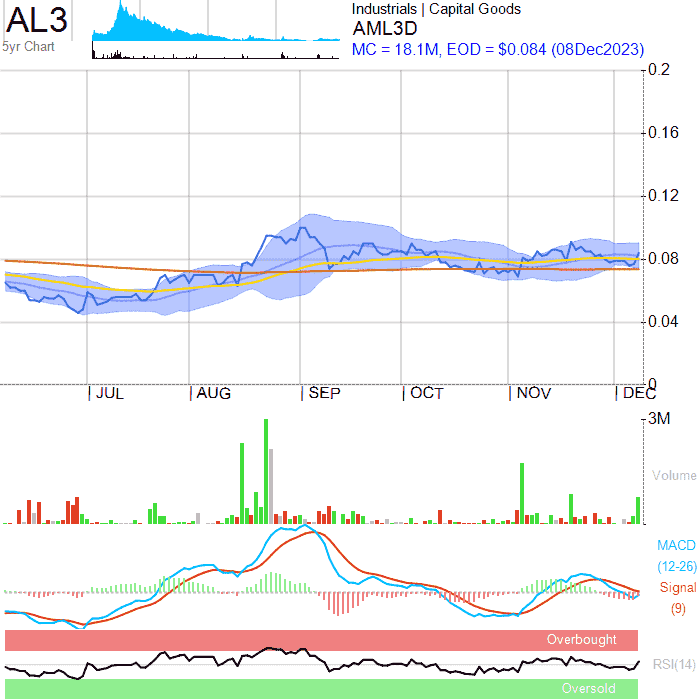 AL3
5yr Chart
Industrials | Capital Goods
AML3D
MC = 18.1M, EOD = $0.084 (08Dec2023)
0.2
0.16
0.12
0.08
0.04
0
JUL AUG SEP OCT NOV DEC
3M
Volume
MACD
(12-26)
Signal
(9)
Overbought
RSI(14)
Oversold